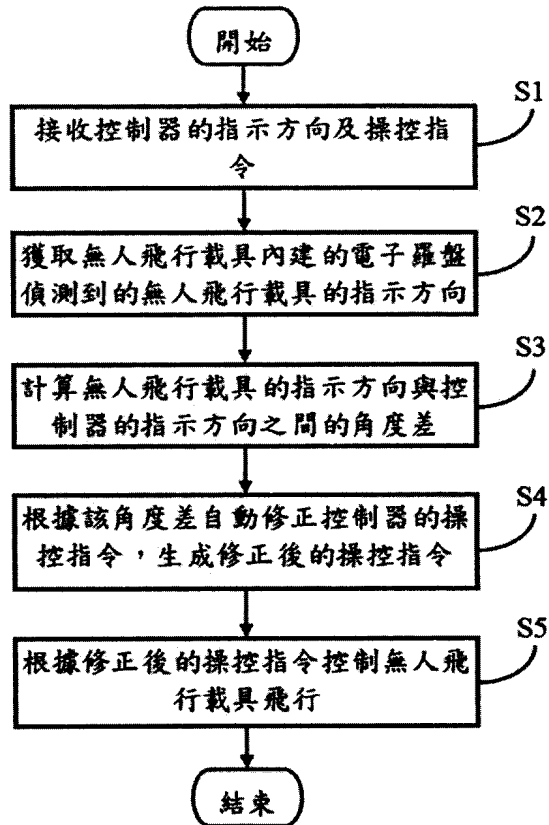 開始
S1
接收控制器的指示方向及操控指
令
S2
獲取無人飛行載具內建的電子羅盤
偵測到的無人飛行載具的指示方向
S3
計算無人飛行載具的指示方向與控
制器的指示方向之間的角度差
S4
根據該角度差自動修正控制器的操
控指令，生成修正後的操控指令
S5
根據修正後的操控指令控制無人飛
行載具飛行
結束